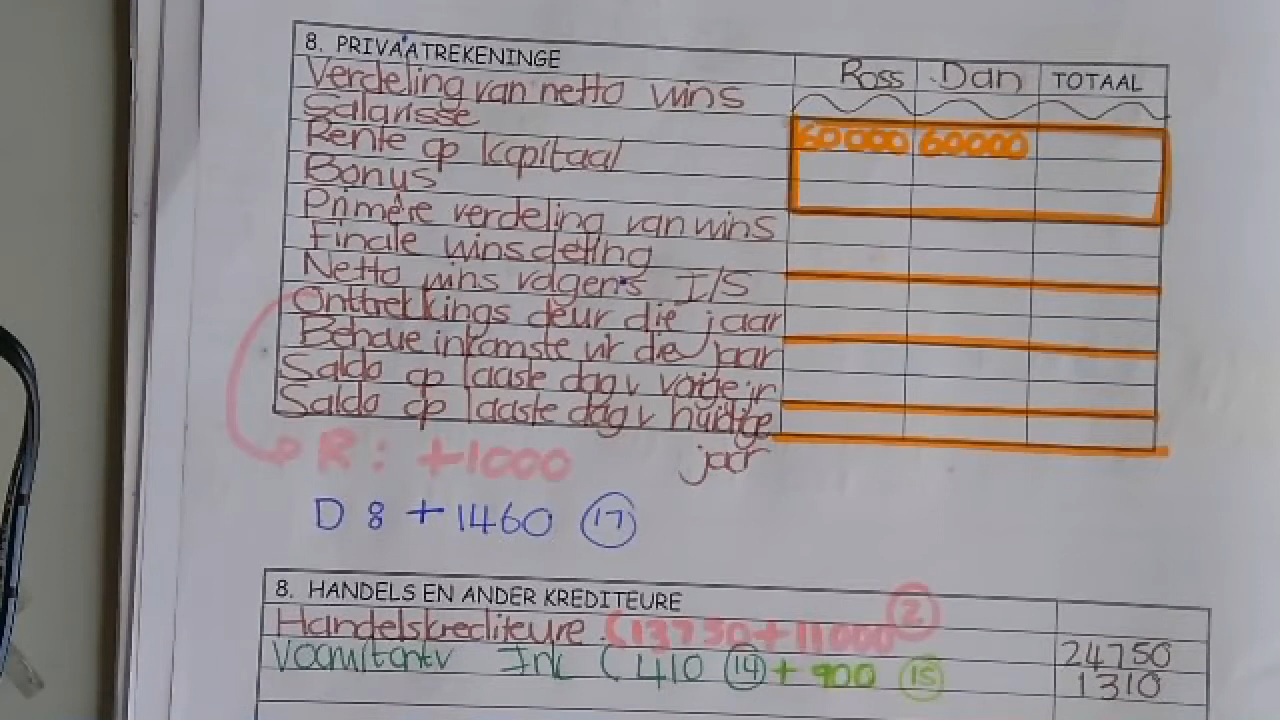 8. PRIVAATREKENINGE Ross Dan TOTAAL
Verdeling van netto wins
Salarisse 60000 60000
Rente op kapitaal
Bonus
Primêre verdeling van wins
Finale winsdeling
Netto wins volgens I/S
Onttrekkings deur die jaar
Behoue inkomste vir die jaar
Saldo op laaste dag v vorige jr
Saldo op laaste dag v huidige
jaar
R: +1000
D 8 + 1460 17
8. HANDELS EN ANDER KREDITEURE
Handelskrediteure (13750+11000 2 24750
Ink (410 14 + 900 15 1310